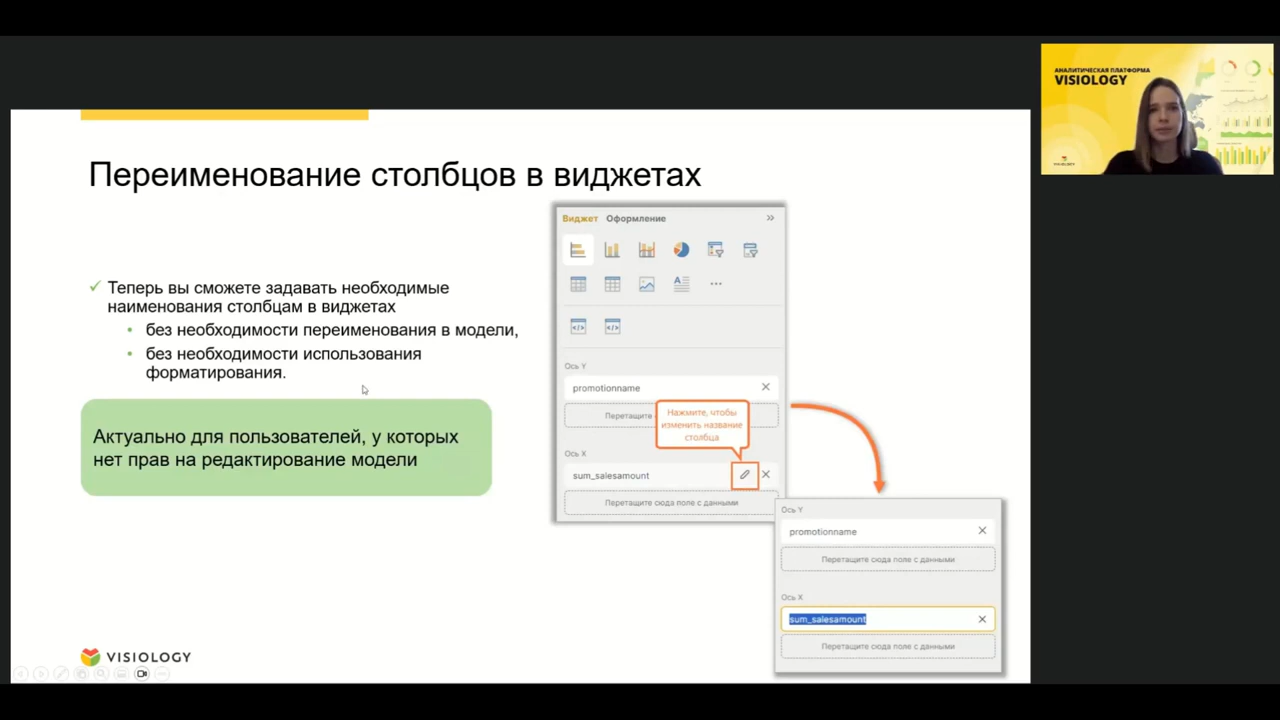 АНАЛИТИЧЕСКАЯ ПЛАТФОРМА
VISIOLOGY
VISIOLOGY
Переименование столбцов в виджетах
Теперь вы сможете задавать необходимые
наименования столбцам в виджетах
без необходимости переименования в модели,
без необходимости использования
форматирования.
Актуально для пользователей, у которых
нет прав на редактирование модели
Виджет Оформление
Ось Y
promotionname
Перетащите
Нажмите, чтобы
изменить название
столбца
Ось X
sum_salesamount
Перетащите сюда поле с данными
Ось Y
promotionname
Перетащите сюда поле с данными
Ось X
sum_salesamount
Перетащите сюда поле с данными
VISIOLOGY